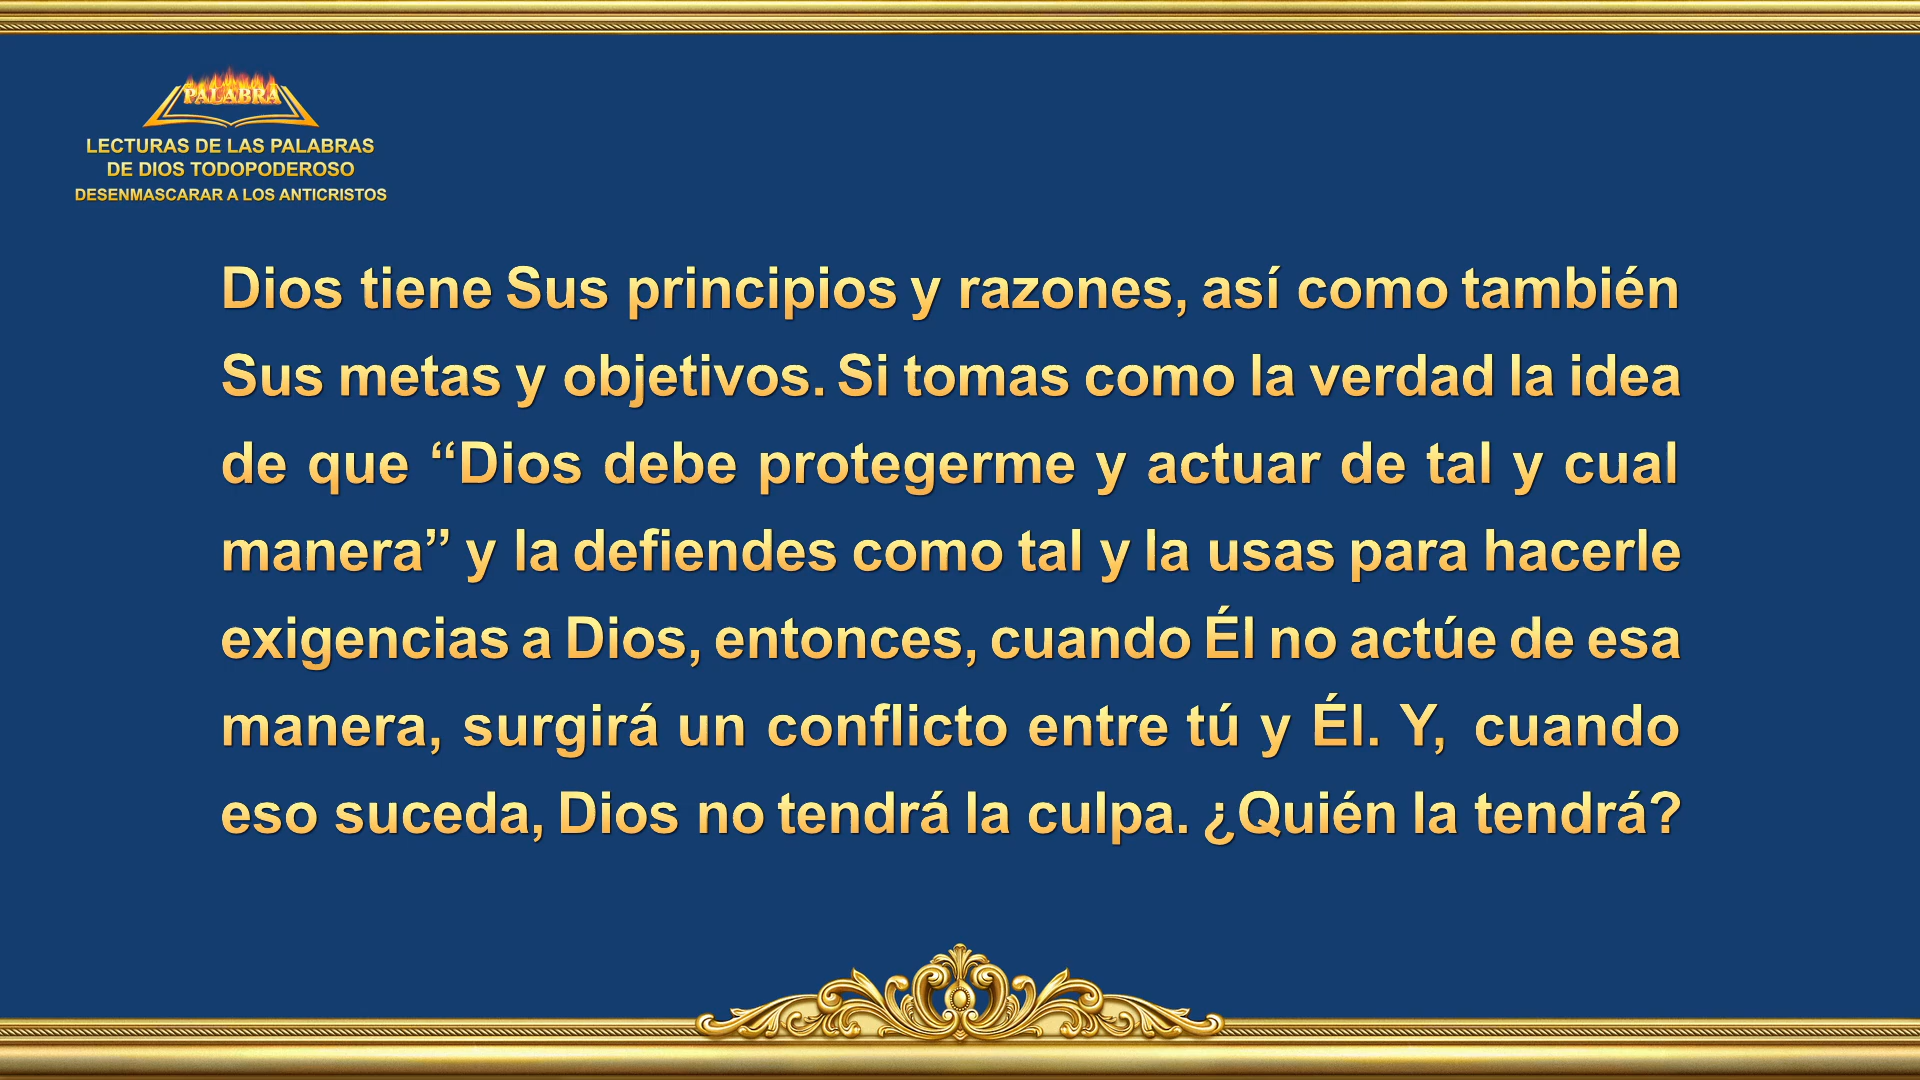 PALABRA
LECTURAS DE LAS PALABRAS
DE DIOS TODOPODEROSO
DESENMASCARAR A LOS ANTICRISTOS
Dios tiene Sus principios y razones, así como también
Sus metas y objetivos. Si tomas como la verdad la idea
de que “Dios debe protegerme y actuar de tal y cual
manera” y la defiendes como tal y la usas para hacerle
exigencias a Dios, entonces, cuando Él no actúe de esa
manera, surgirá un conflicto entre tú y Él. Y, cuando
eso suceda, Dios no tendrá la culpa. ¿Quién la tendrá?